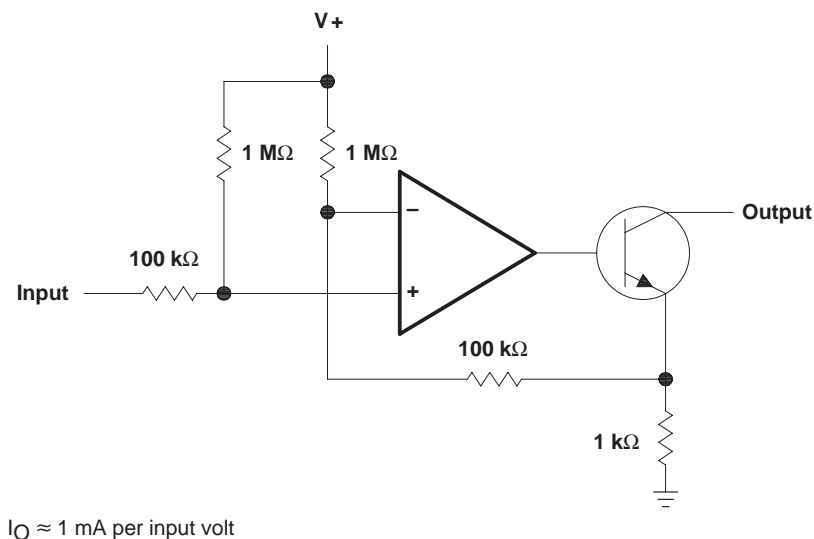 V+
1 MΩ
1 MΩ
−
Output
100 kΩ
Input
+
100 kΩ
1 kΩ
IO ≈ 1 mA per input volt